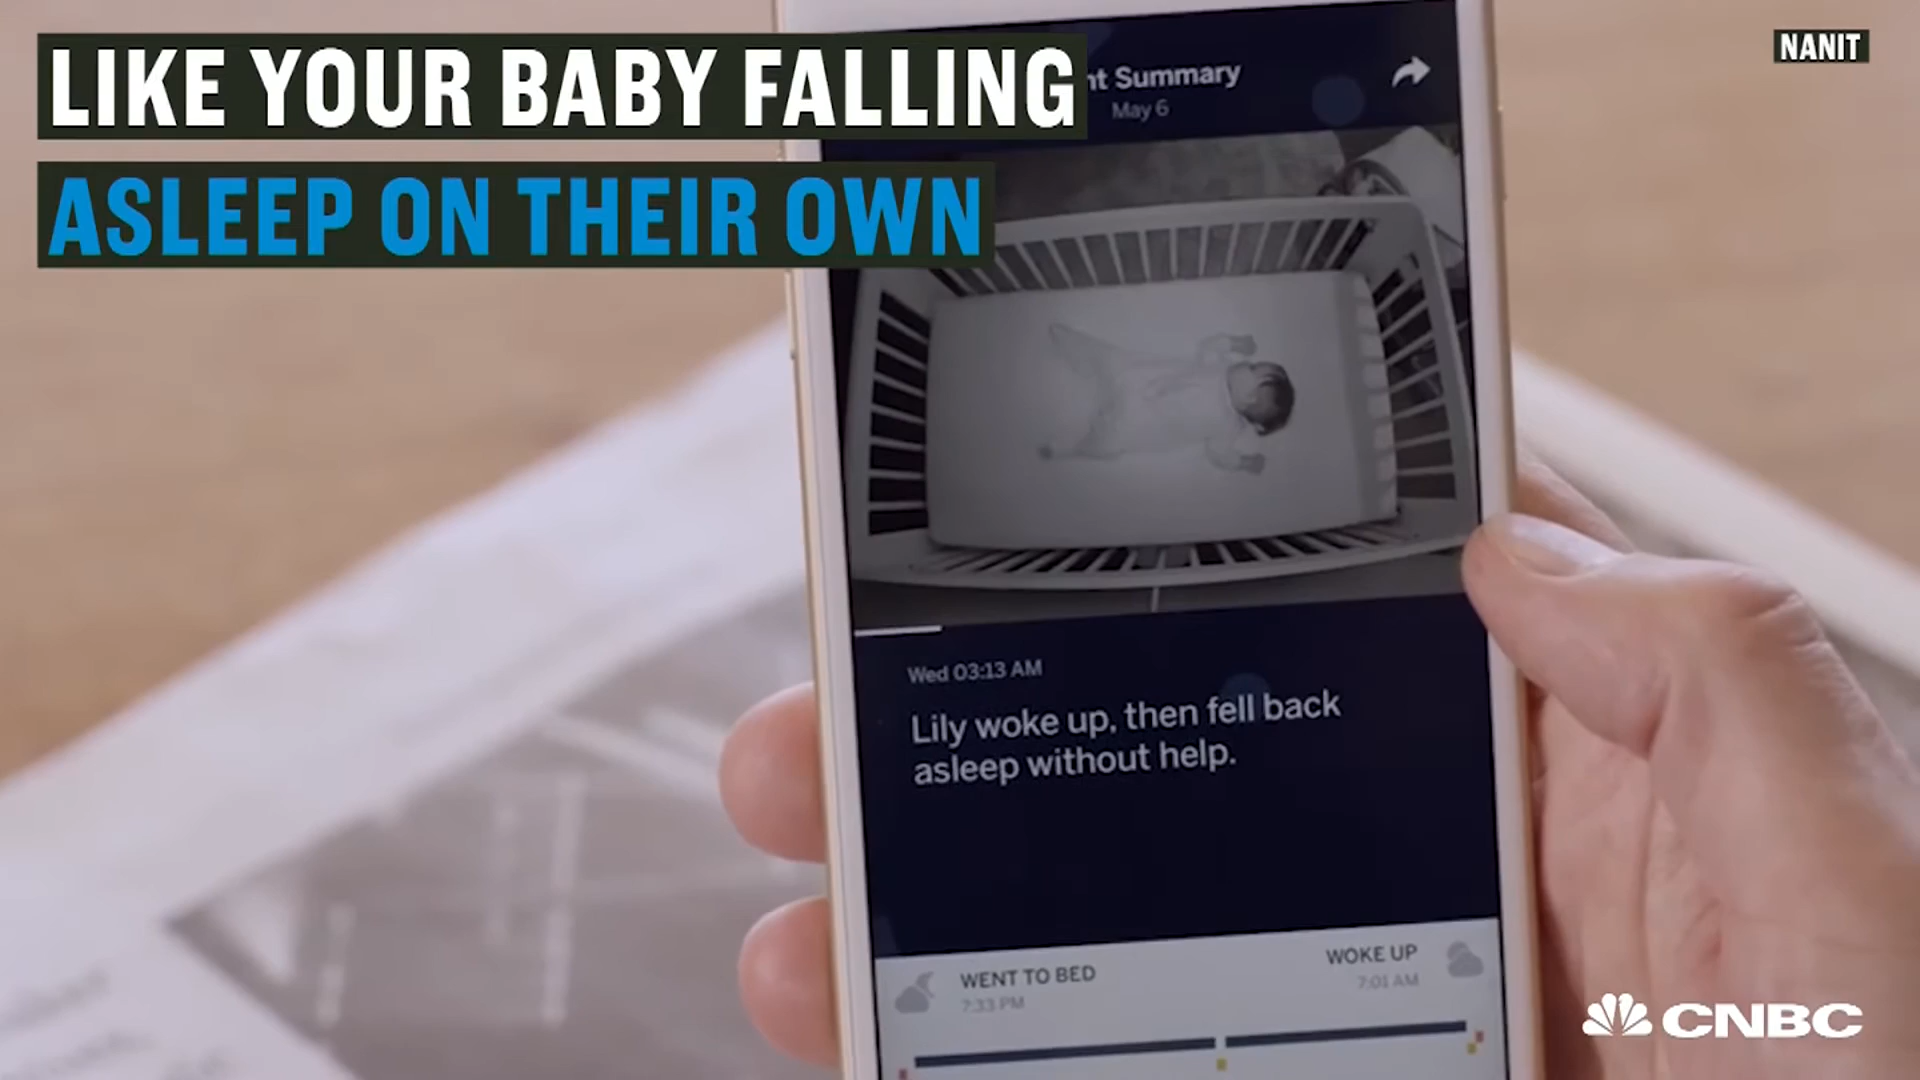 LIKE YOUR BABY FALLING
ASLEEP ON THEIR OWN
NANIT
nt Summary
May 6
Wed 03:13 AM
Lily woke up, then fell back
asleep without help.
WENT TO BED
7:33 PM
WOKE UP
7:01 AM
CNBC